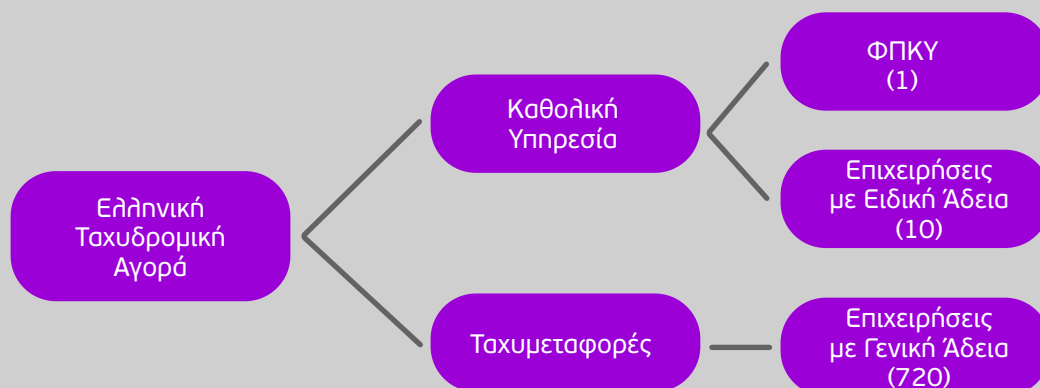 Ελληνική
Ταχυδρομική
Αγορά
Καθολική
Υπηρεσία
ΦΠΚΥ
(1)
Επιχειρήσεις
με Ειδική Άδεια
(10)
Ταχυμεταφορές
Επιχειρήσεις
με Γενική Άδεια
(720)